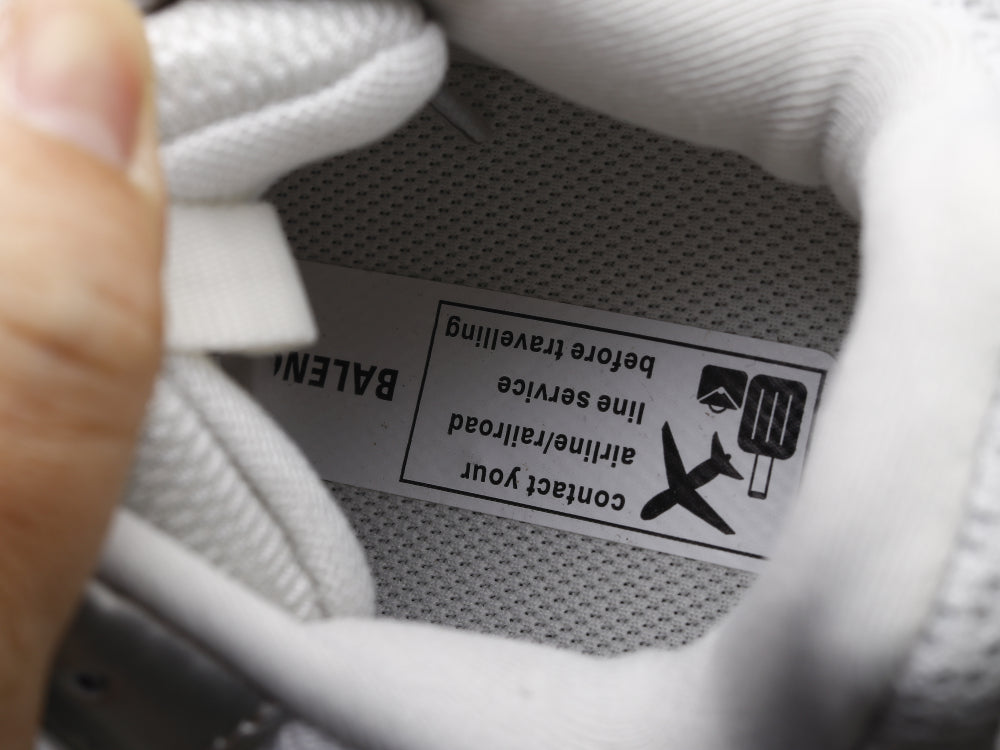 contact your
airline/railroad
line service
before travelling
BALEN